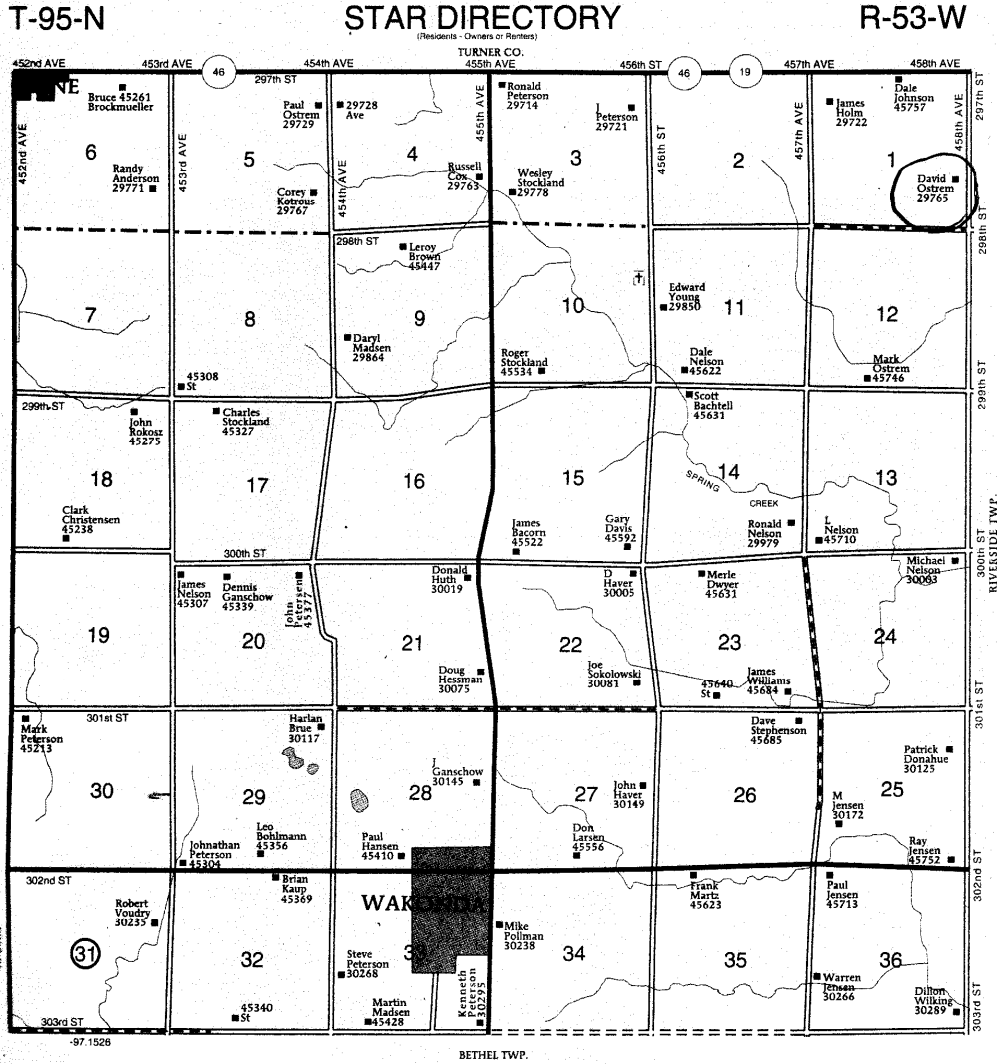 T-95-N
STAR DIRECTORY
R-53-W
(Residents - Owners or Renters)
TURNER CO.
452nd AVE
453rd AVE
46
454th AVE
455th AVE
456th ST
46
19
457th AVE
458th AVE
297th ST
NE
Bruce 45261
Brockmueller
Paul
Ostrem
29729
29728
Ave
Ronald
Peterson
29714
J
Peterson
29721
James
Holm
29722
Dale
Johnson
45757
297th ST
452nd AVE
453rd AVE
454th AVE
455th AVE
456th ST
457th AVE
458th AVE
6
5
4
3
2
1
Randy
Anderson
29771
Corey
Kotrous
29767
Russell
Cox
29763
Wesley
Stockland
29778
David
Ostrem
29765
298th ST
298th ST
Leroy
Brown
45447
7
8
9
10
11
12
Edward
Young
29850
Daryl
Madsen
29864
Roger
Stockland
45534
Dale
Nelson
45622
Mark
Ostrem
45746
45308
St
299th ST
299th ST
John
Rokosz
45275
Charles
Stockland
45327
Scott
Bachtell
45631
18
17
16
15
14
13
SPRING
CREEK
Clark
Christensen
45238
James
Bacorn
45522
Gary
Davis
45592
Ronald
Nelson
29979
L
Nelson
45710
300th ST
300th ST
RIVERSIDE TWP.
James
Nelson
45307
Dennis
Ganschow
45339
John
Petersen
45377
Donald
Huth
30019
D
Haver
30005
Merle
Dwyer
45631
Michael
Nelson
30003
19
20
21
22
23
24
Doug
Hessman
30075
Joe
Sokolowski
30081
45640
St
James
Williams
45684
301st ST
301st ST
Mark
Peterson
45213
Harlan
Brue
30117
Dave
Stephenson
45685
Patrick
Donahue
30125
J
Ganschow
30145
John
Haver
30149
M
Jensen
30172
30
29
28
27
26
25
Johnathan
Peterson
45304
Leo
Bohlmann
45356
Paul
Hansen
45410
Don
Larsen
45556
Ray
Jensen
45752
302nd ST
302nd ST
Brian
Kaup
45369
Frank
Martz
45623
Paul
Jensen
45713
Robert
Voudry
30235
WAKONDA
Mike
Pollman
30238
31
32
33
34
35
36
Steve
Peterson
30268
Kenneth
Peterson
30295
Warren
Jensen
30266
Dillon
Wilking
30289
45340
St
Martin
Madsen
45428
303rd ST
303rd ST
-97.1526
BETHEL TWP.